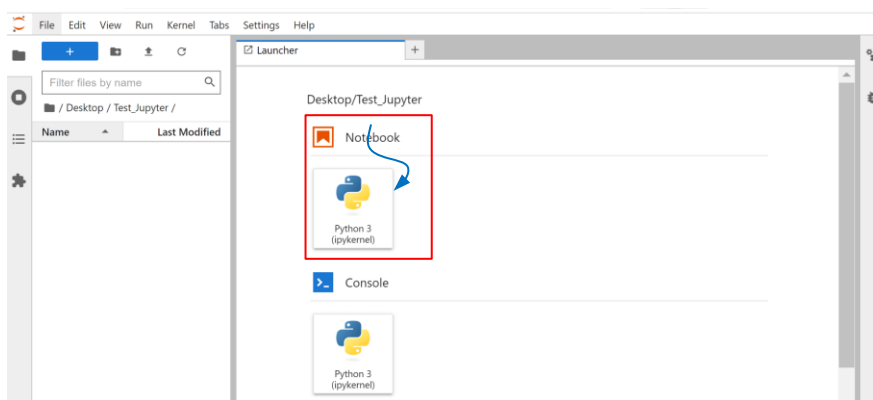 File Edit View Run Kernel Tabs Settings Help
+
Launcher +
Filter files by name
/ Desktop / Test_Jupyter /
Name Last Modified
Desktop/Test_Jupyter
Notebook
Python 3
(ipykernel)
Console
Python 3
(ipykernel)